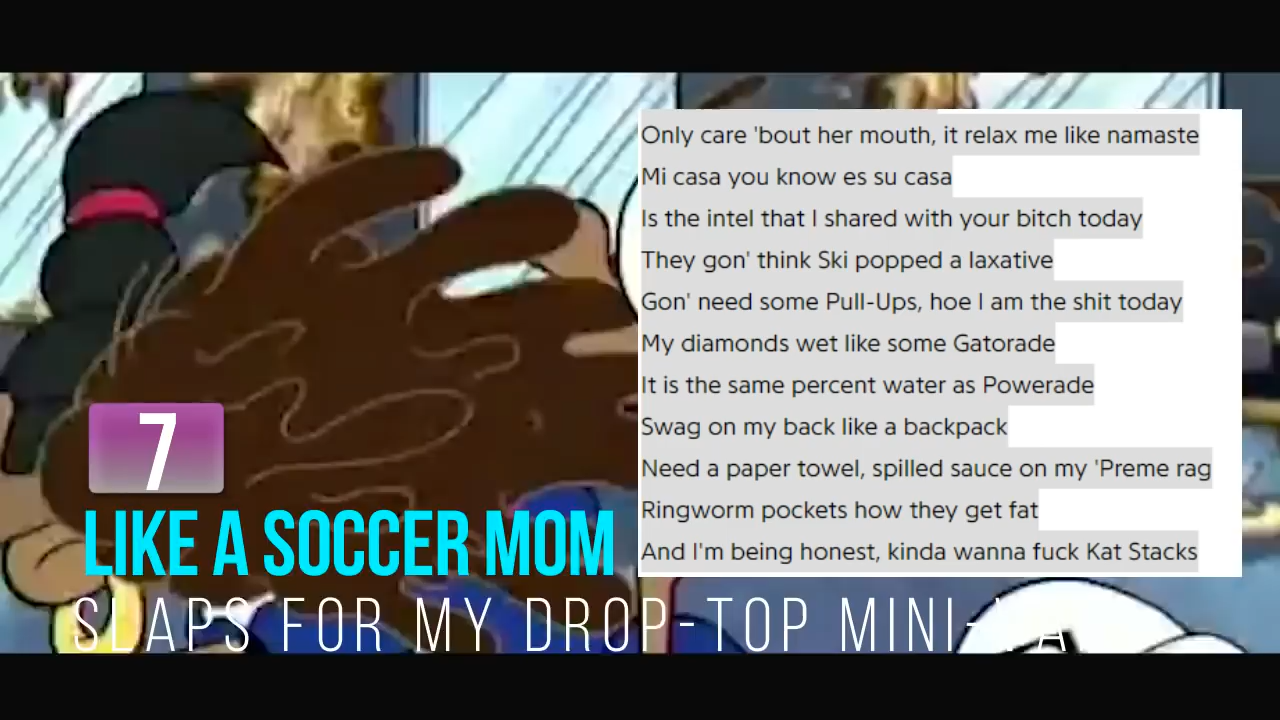 Only care 'bout her mouth, it relax me like namaste
Mi casa you know es su casa
Is the intel that I shared with your bitch today
They gon' think Ski popped a laxative
Gon' need some Pull-Ups, hoe I am the shit today
My diamonds wet like some Gatorade
It is the same percent water as Powerade
Swag on my back like a backpack
Need a paper towel, spilled sauce on my 'Preme rag
Ringworm pockets how they get fat
And I'm being honest, kinda wanna fuck Kat Stacks
7
LIKE A SOCCER MOM
SLAPS FOR MY DROP-TOP